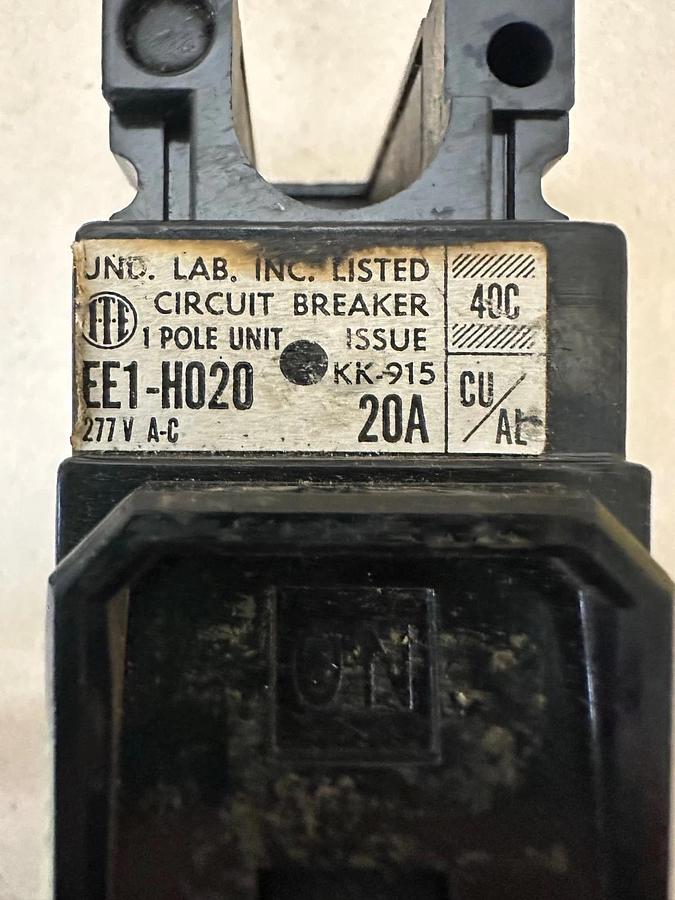 UND. LAB. INC. LISTED
I-T-E CIRCUIT BREAKER
1 POLE UNIT ISSUE
EE1-H020 KK-915
277 V A-C 20A
40C
CU/AL
ON